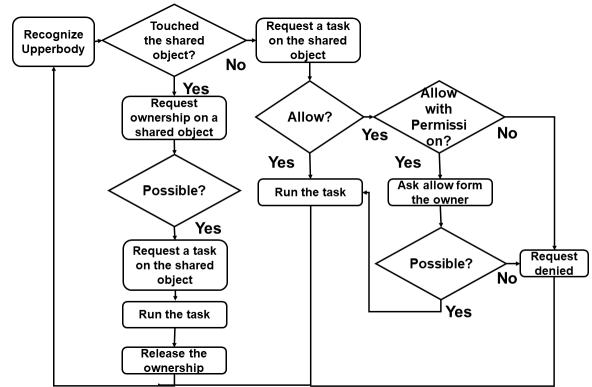 Recognize
Upperbody
Touched
the shared
object?
No
Yes
Request
ownership on a
shared object
Possible?
Yes
Request a task
on the shared
object
Run the task
Release the
ownership
Request a task
on the shared
object
Allow?
Yes
Yes
Run the task
Allow
with
Permissi
on?
No
Yes
Ask allow form
the owner
Possible?
No
Yes
Request
denied